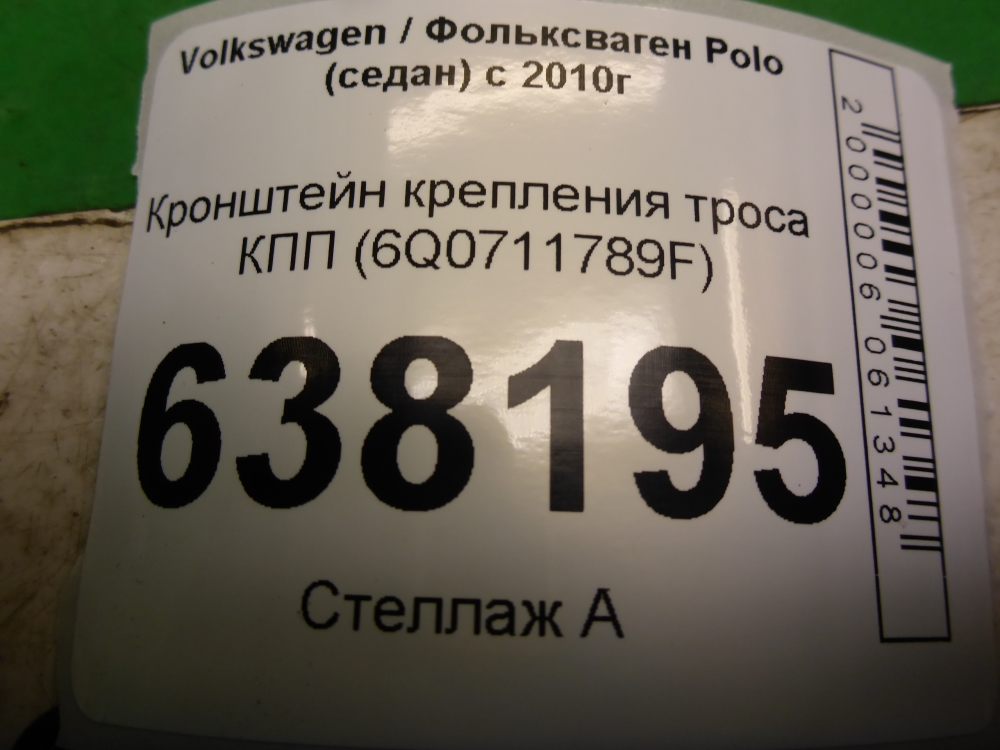 Volkswagen / Фольксваген Polo
(седан) с 2010г
Кронштейн крепления троса
КПП (6Q0711789F)
638195
Стеллаж А
2000006061348